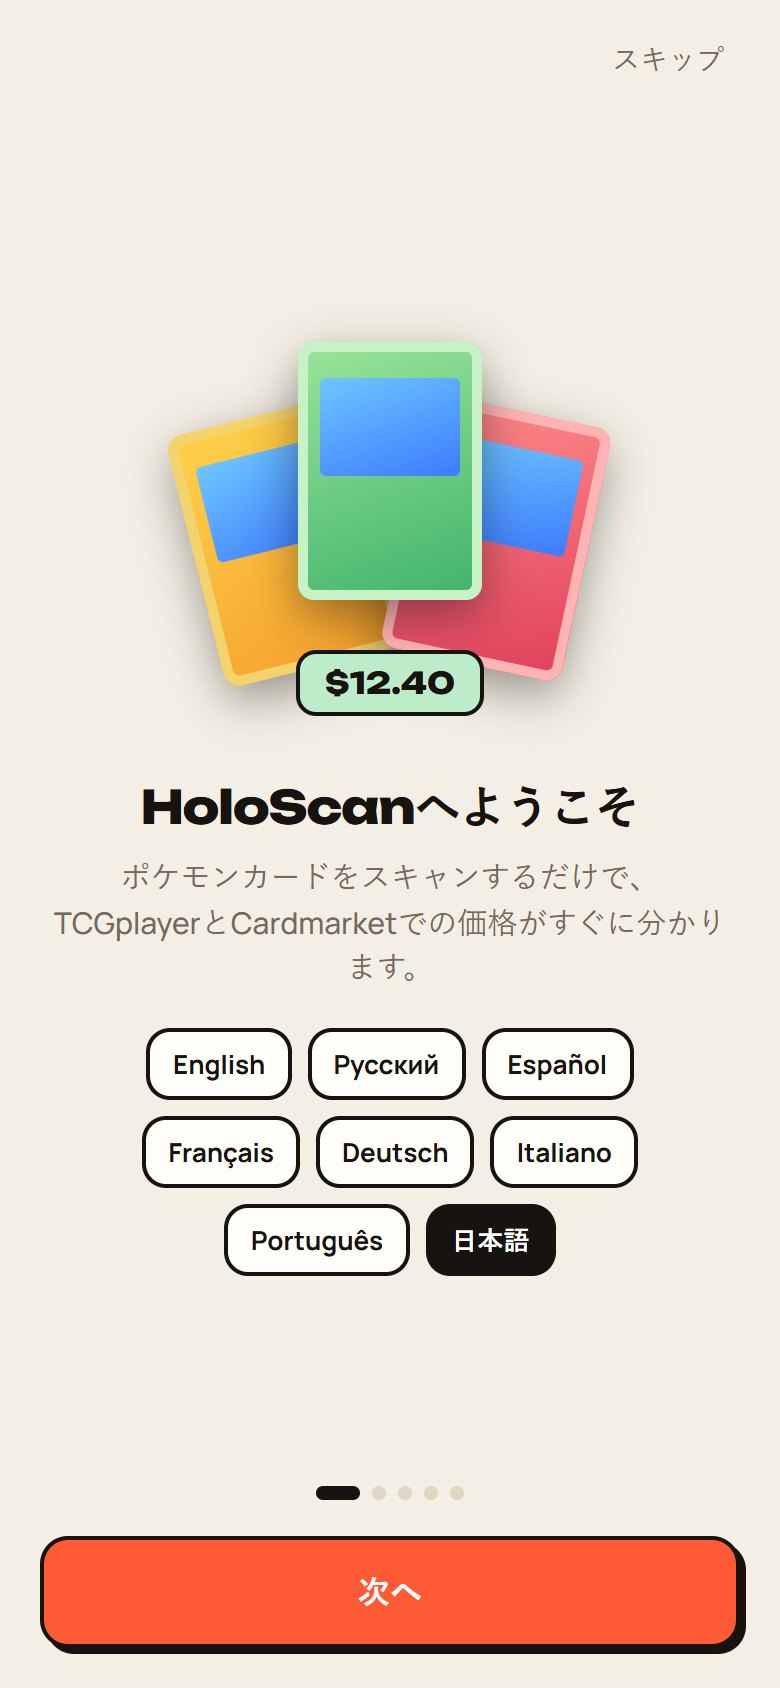 スキップ
$12.40
HoloScanへようこそ
ポケモンカードをスキャンするだけで、
TCGplayerとCardmarketでの価格がすぐに分かり
ます。
English Русский Español
Français Deutsch Italiano
Português 日本語
次へ